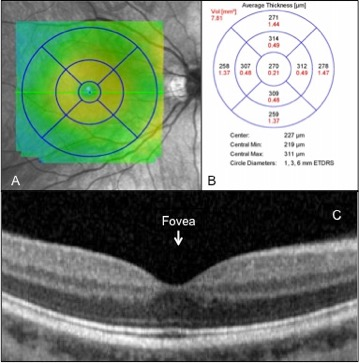 Average Thickness [µm]
Vol [mm³]
7.81
271
1.44
314
0.49
258
1.37
307
0.48
270
0.21
312
0.49
278
1.47
309
0.48
259
1.37
Center: 227 µm
Central Min: 219 µm
Central Max: 311 µm
Circle Diameters: 1, 3, 6 mm ETDRS
A
B
Fovea
C